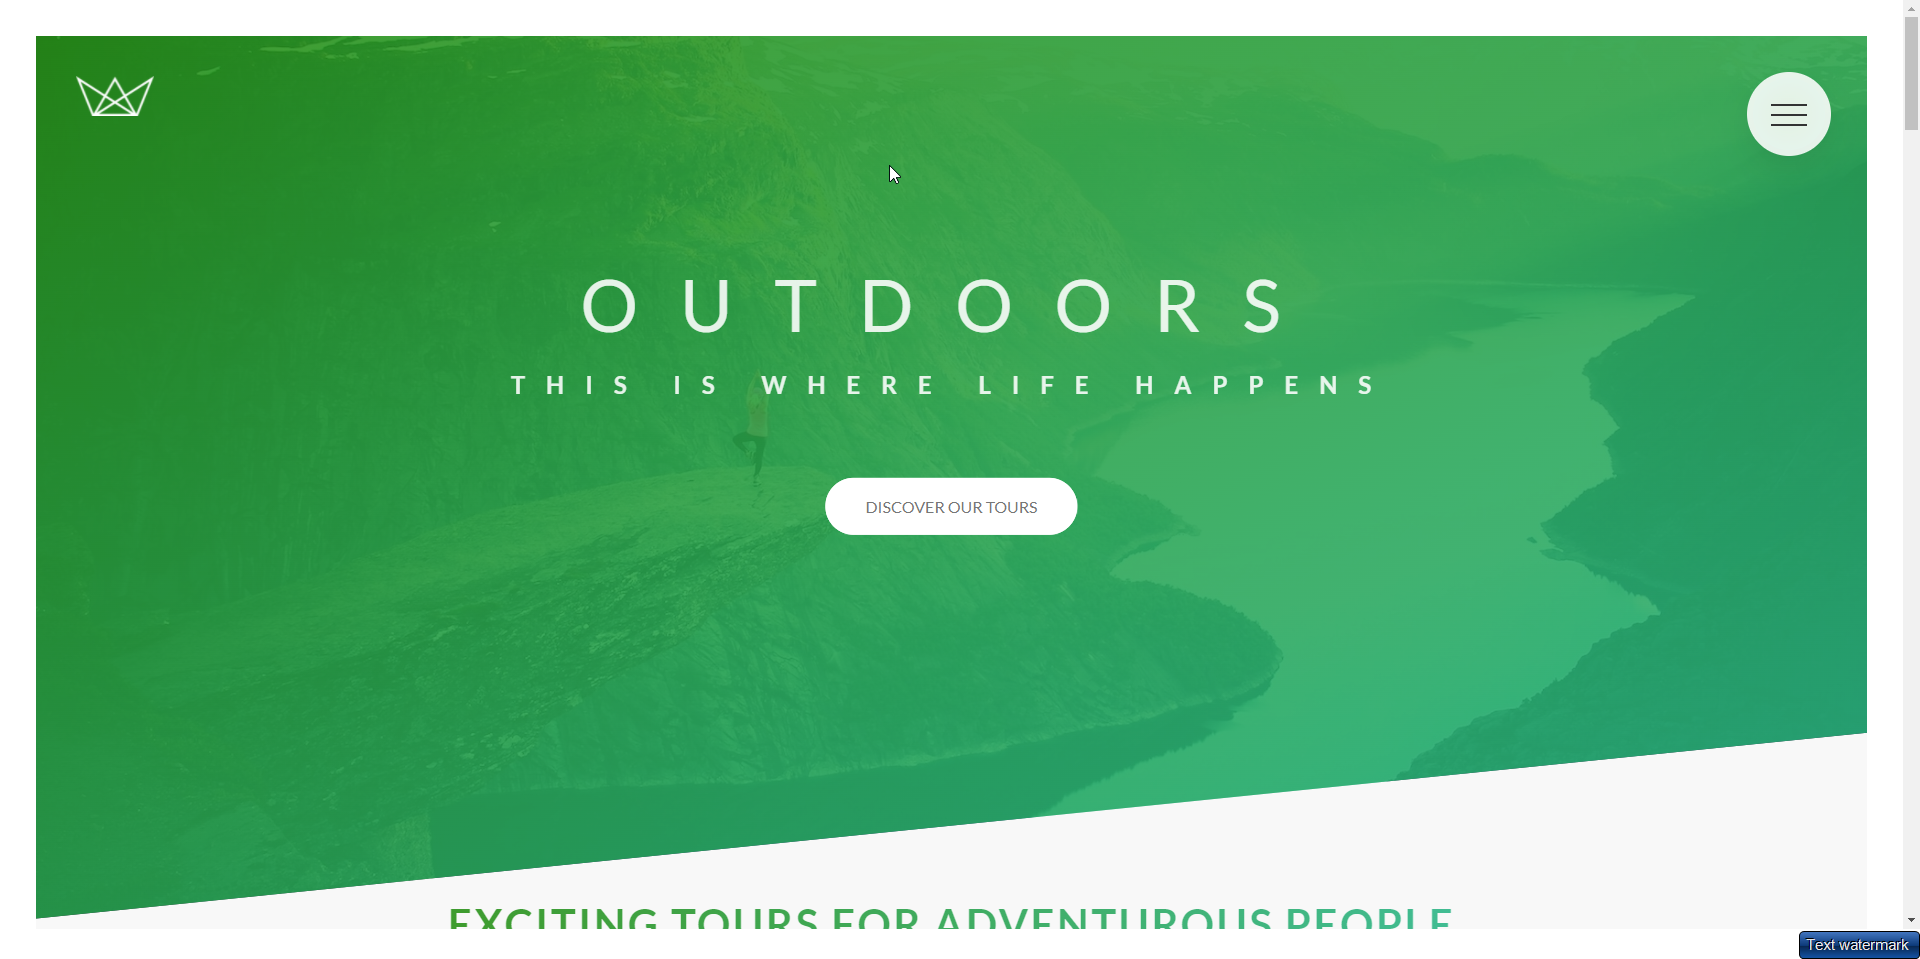 OUTDOORS
THIS IS WHERE LIFE HAPPENS
DISCOVER OUR TOURS
EXCITING TOURS FOR ADVENTUROUS PEOPLE
Text watermark